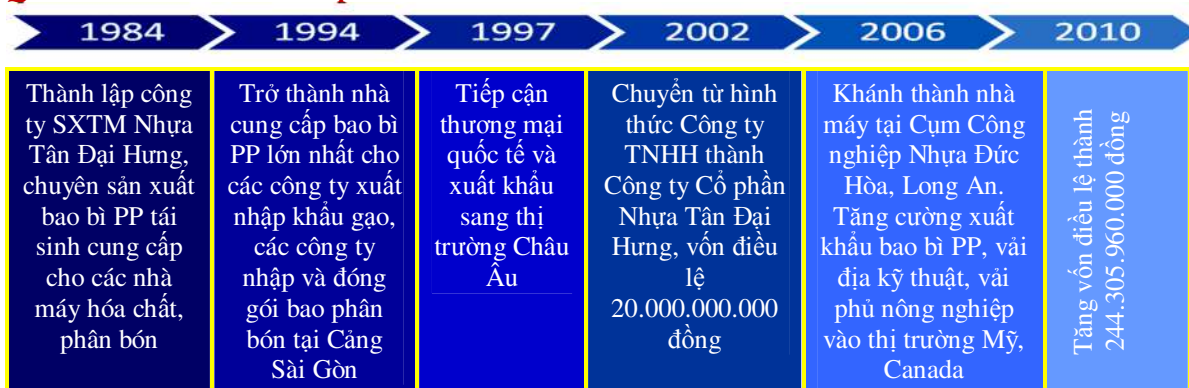 1984
1994
1997
2002
2006
2010
Thành lập công
ty SXTM Nhựa
Tân Đại Hưng,
chuyên sản xuất
bao bì PP tái
sinh cung cấp
cho các nhà
máy hóa chất,
phân bón
Trở thành nhà
cung cấp bao bì
PP lớn nhất cho
các công ty xuất
nhập khẩu gạo,
các công ty
nhập và đóng
gói bao phân
bón tại Cảng
Sài Gòn
Tiếp cận
thương mại
quốc tế và
xuất khẩu
sang thị
trường Châu
Âu
Chuyển từ hình
thức Công ty
TNHH thành
Công ty Cổ phần
Nhựa Tân Đại
Hưng, vốn điều
lệ
20.000.000.000
đồng
Khánh thành nhà
máy tại Cụm Công
nghiệp Nhựa Đức
Hòa, Long An.
Tăng cường xuất
khẩu bao bì PP, vải
địa kỹ thuật, vải
phủ nông nghiệp
vào thị trường Mỹ,
Canada
Tăng vốn điều lệ thành
244.305.960.000 đồng